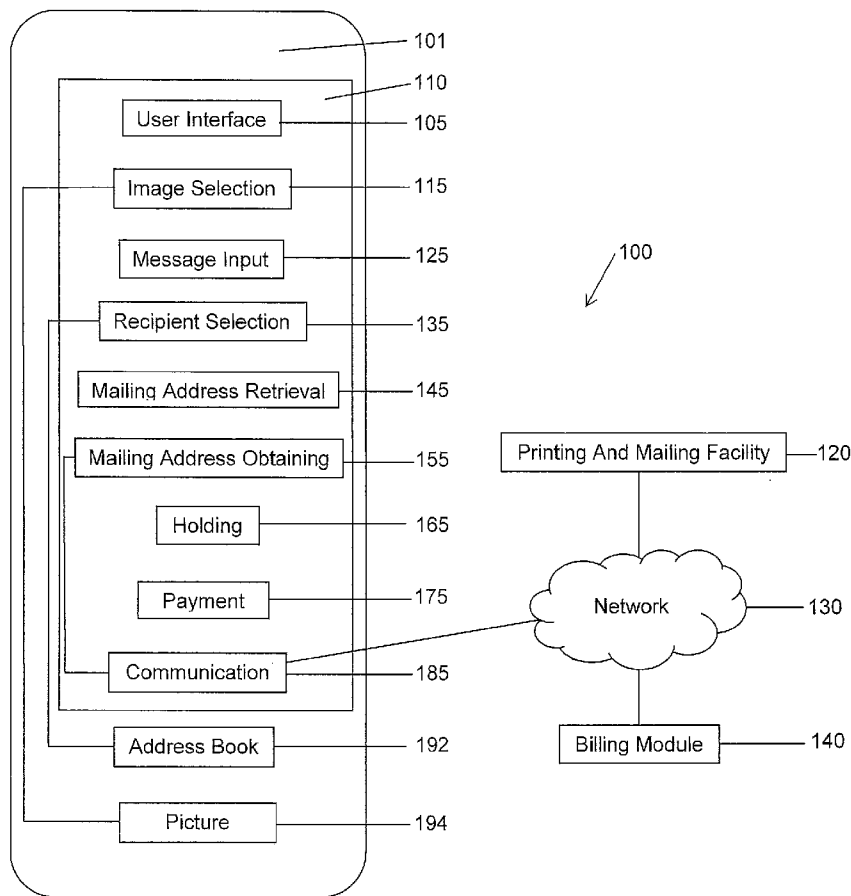 101
110
User Interface
105
Image Selection
115
Message Input
125
100
Recipient Selection
135
Mailing Address Retrieval
145
Mailing Address Obtaining
155
Printing And Mailing Facility
120
Holding
165
Payment
175
Network
130
Communication
185
Address Book
192
Billing Module
140
Picture
194